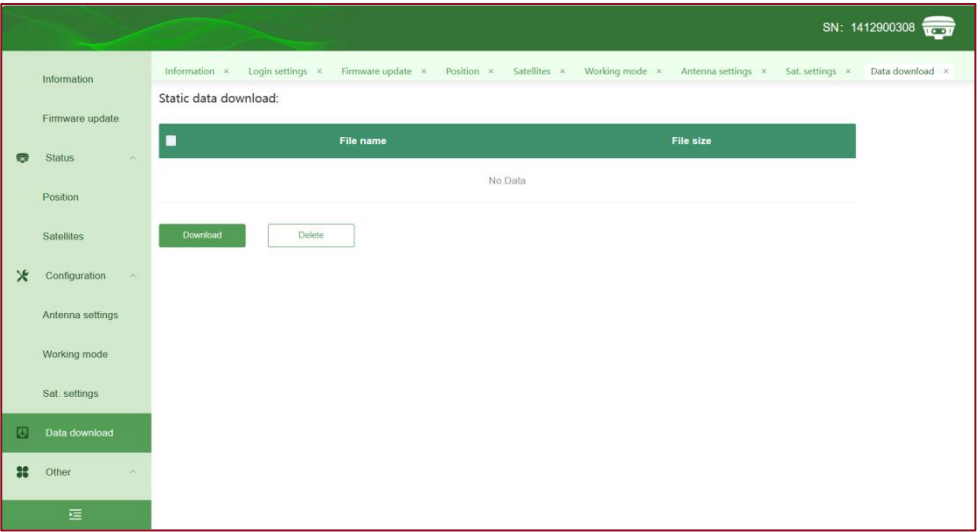 SN: 1412900308
Information × Login settings × Firmware update × Position × Satellites × Working mode × Antenna settings × Sat. settings × Data download ×
Information
Firmware update
Status
Position
Satellites
Configuration
Antenna settings
Working mode
Sat. settings
Data download
Other
Static data download:
File name File size
No Data
Download Delete